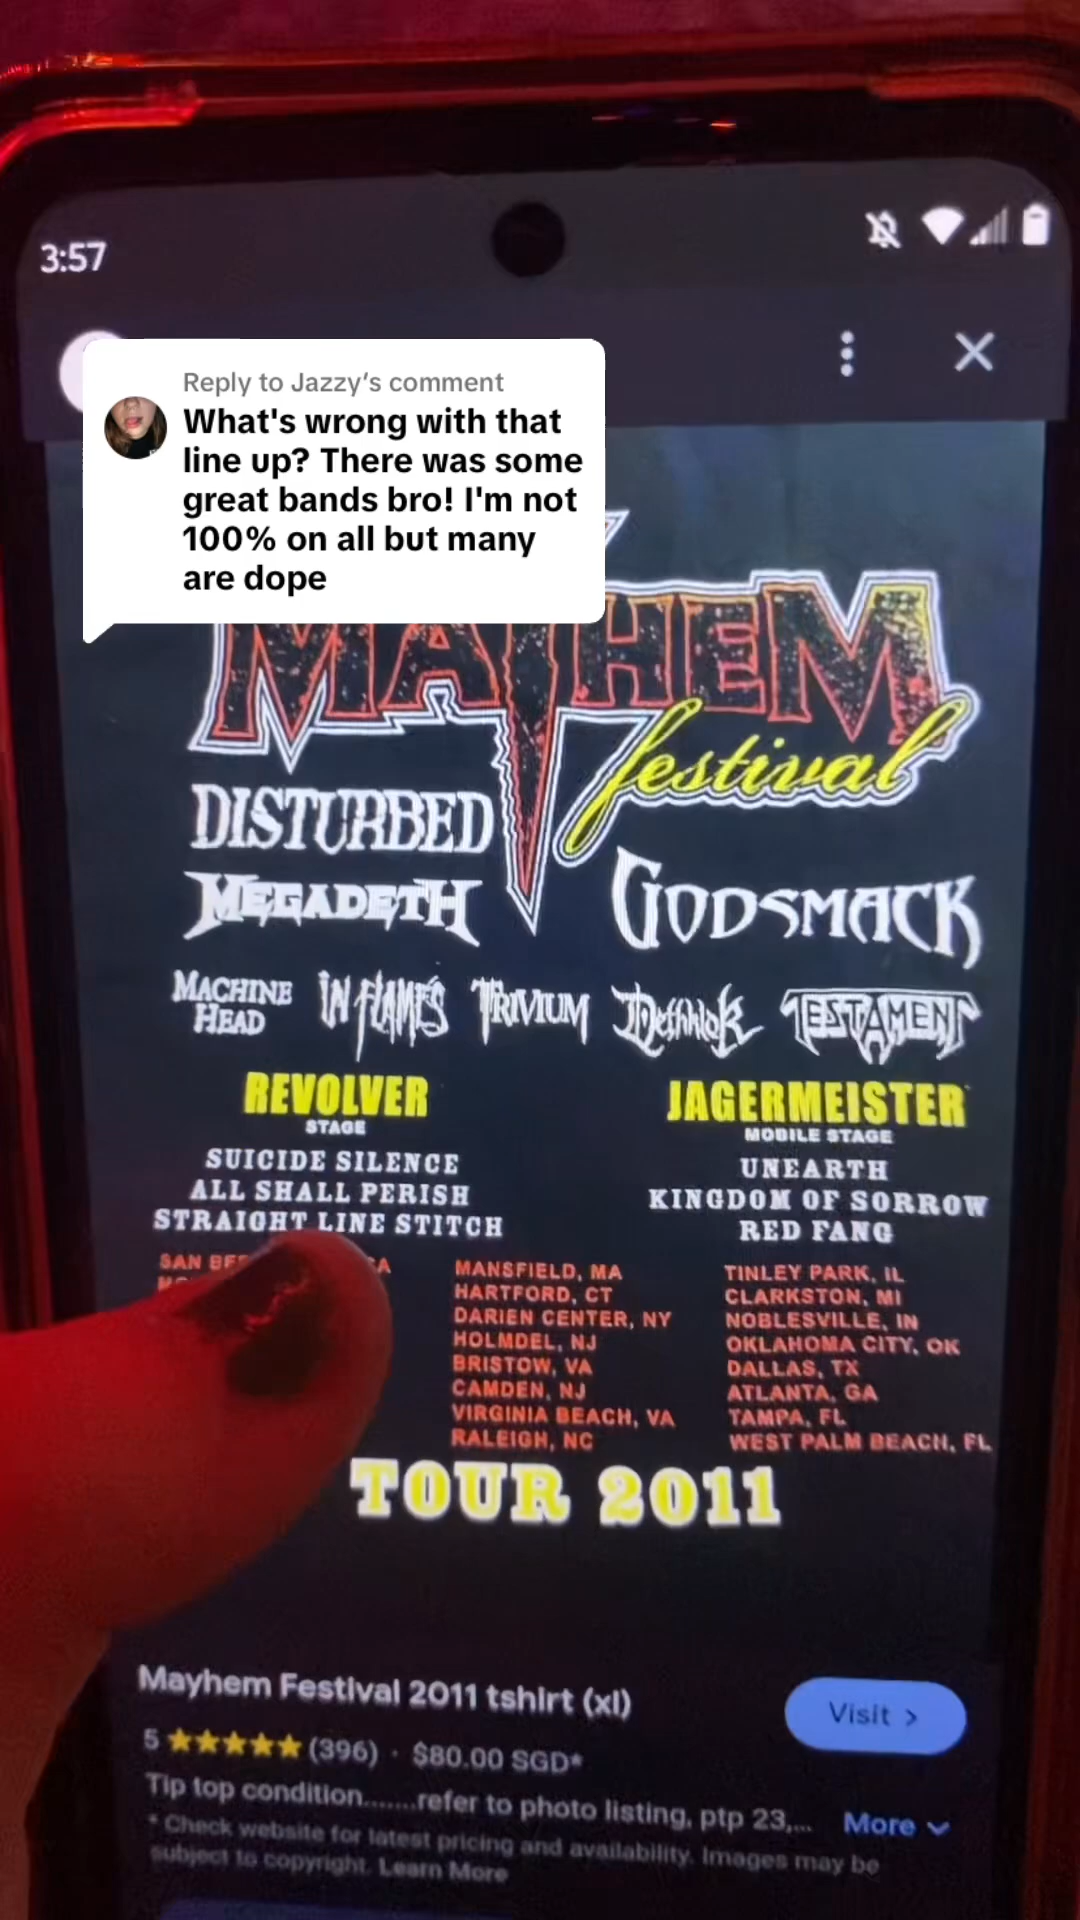 3:57
Reply to Jazzy's comment
What's wrong with that
line up? There was some
great bands bro! I'm not
100% on all but many
are dope
MAYHEM
festival
DISTURBED
MEGADETH
GODSMACK
MACHINE
HEAD
IN FLAMES
TRIVIUM
Dethklok
TESTAMENT
REVOLVER
STAGE
SUICIDE SILENCE
ALL SHALL PERISH
STRAIGHT LINE STITCH
JAGERMEISTER
MOBILE STAGE
UNEARTH
KINGDOM OF SORROW
RED FANG
SAN
MANSFIELD, MA
HARTFORD, CT
DARIEN CENTER, NY
HOLMDEL, NJ
BRISTOW, VA
CAMDEN, NJ
VIRGINIA BEACH, VA
RALEIGH, NC
TINLEY PARK, IL
CLARKSTON, MI
NOBLESVILLE, IN
OKLAHOMA CITY, OK
DALLAS, TX
ATLANTA, GA
TAMPA, FL
WEST PALM BEACH, FL
TOUR 2011
Mayhem Festival 2011 tshirt (xl)
Visit >
5 ★★★★★ (396) · $80.00 SGD*
Tip top condition.......refer to photo listing, ptp 23,... More
* Check website for latest pricing and availability. Images may be
subject to copyright. Learn More